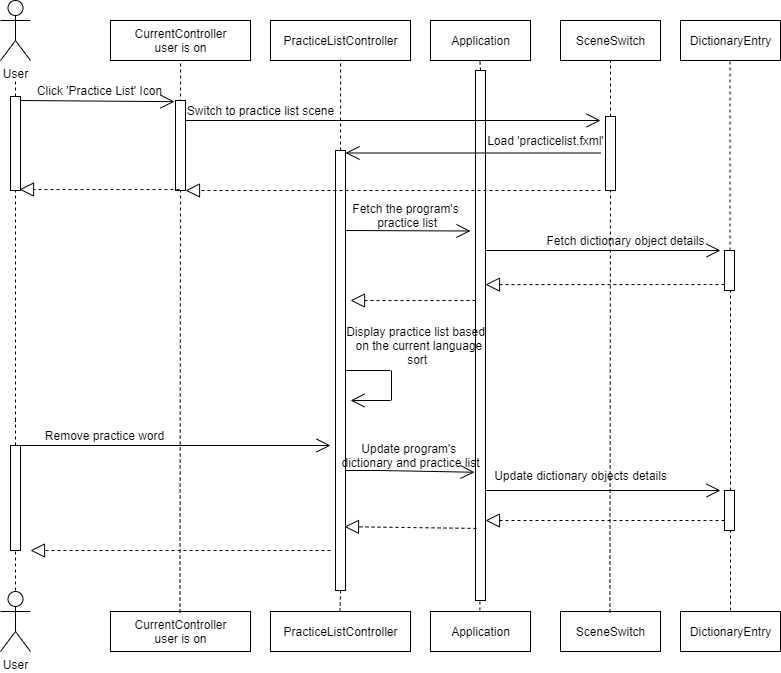 CurrentController
user is on
PracticeListController
Application
SceneSwitch
DictionaryEntry
User
Click 'Practice List' Icon
Switch to practice list scene
Load 'practicelist.fxml'
Fetch the program's
practice list
Fetch dictionary object details
Display practice list based
on the current language
sort
Remove practice word
Update program's
dictionary and practice list
Update dictionary objects details
CurrentController
user is on
PracticeListController
Application
SceneSwitch
DictionaryEntry
User